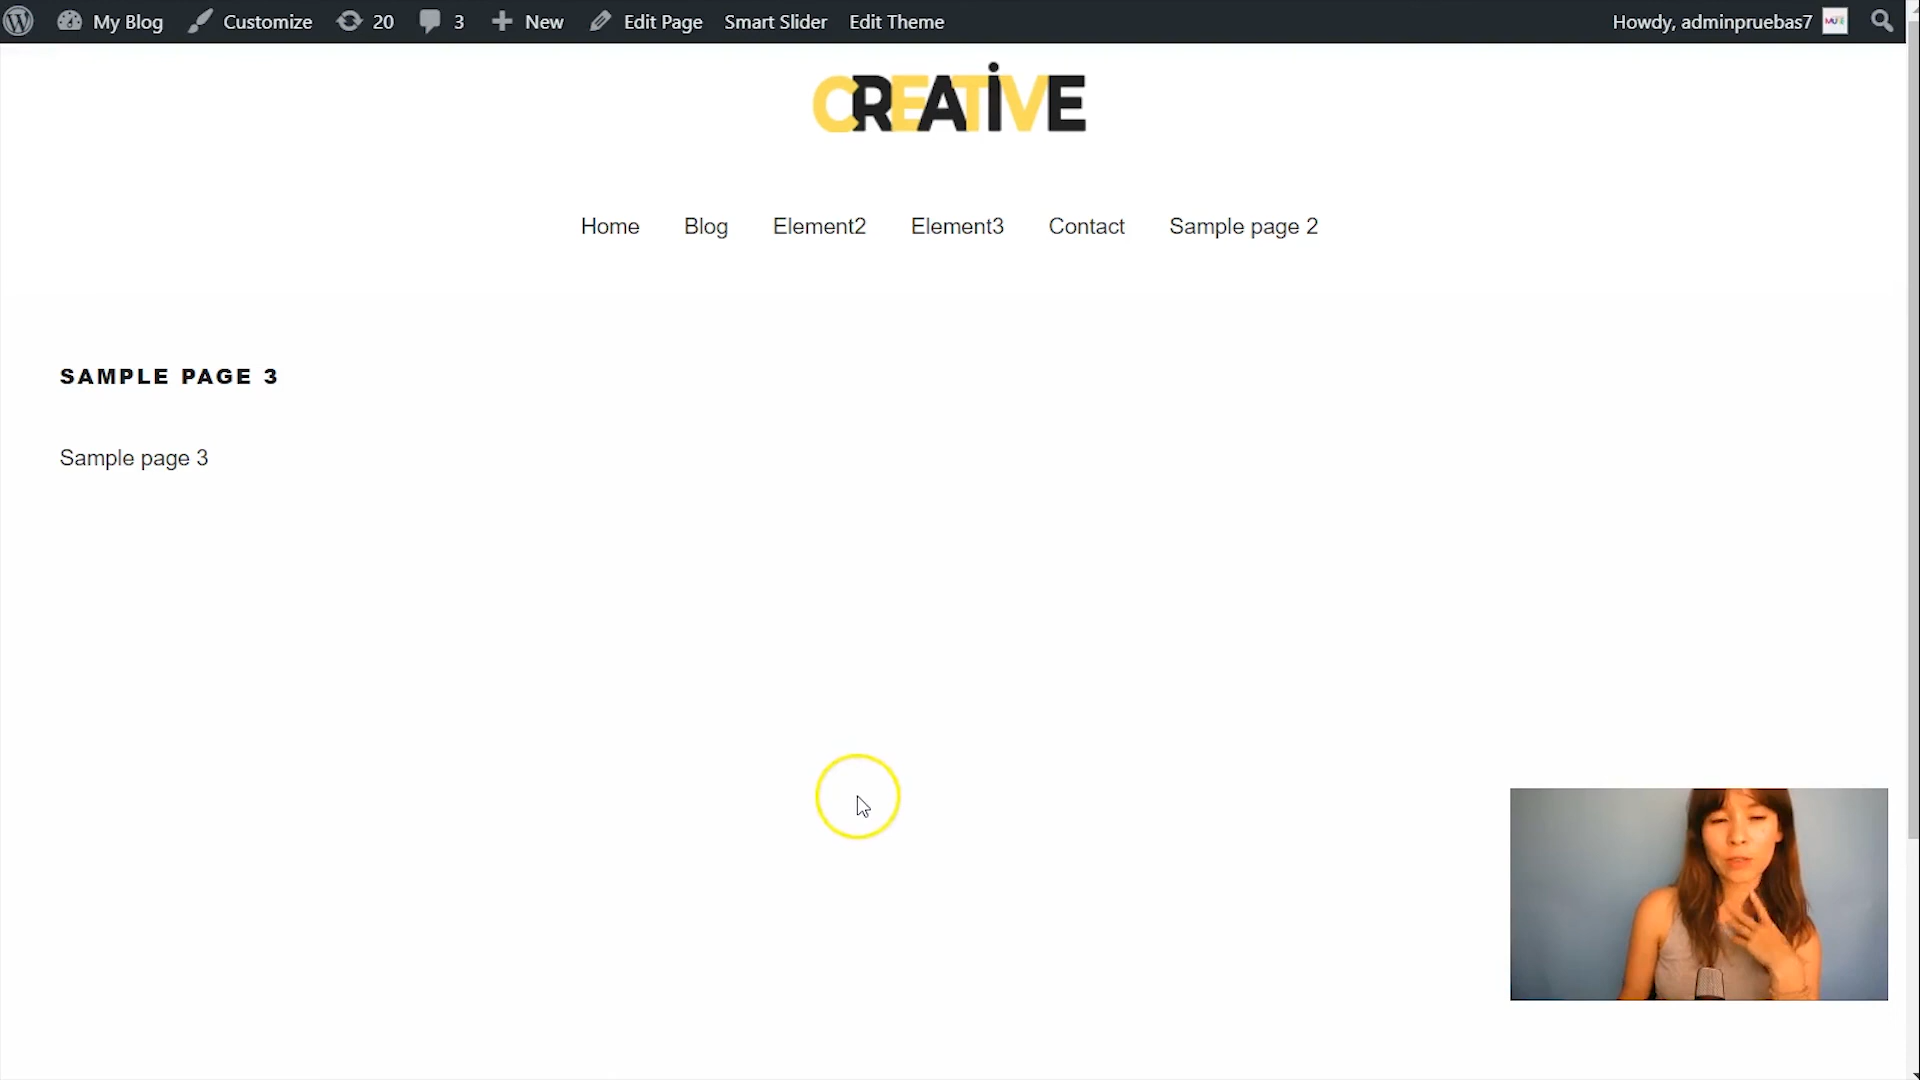 My Blog Customize 20 3 New Edit Page Smart Slider Edit Theme Howdy, adminpruebas7
CREATIVE
Home Blog Element2 Element3 Contact Sample page 2
SAMPLE PAGE 3
Sample page 3